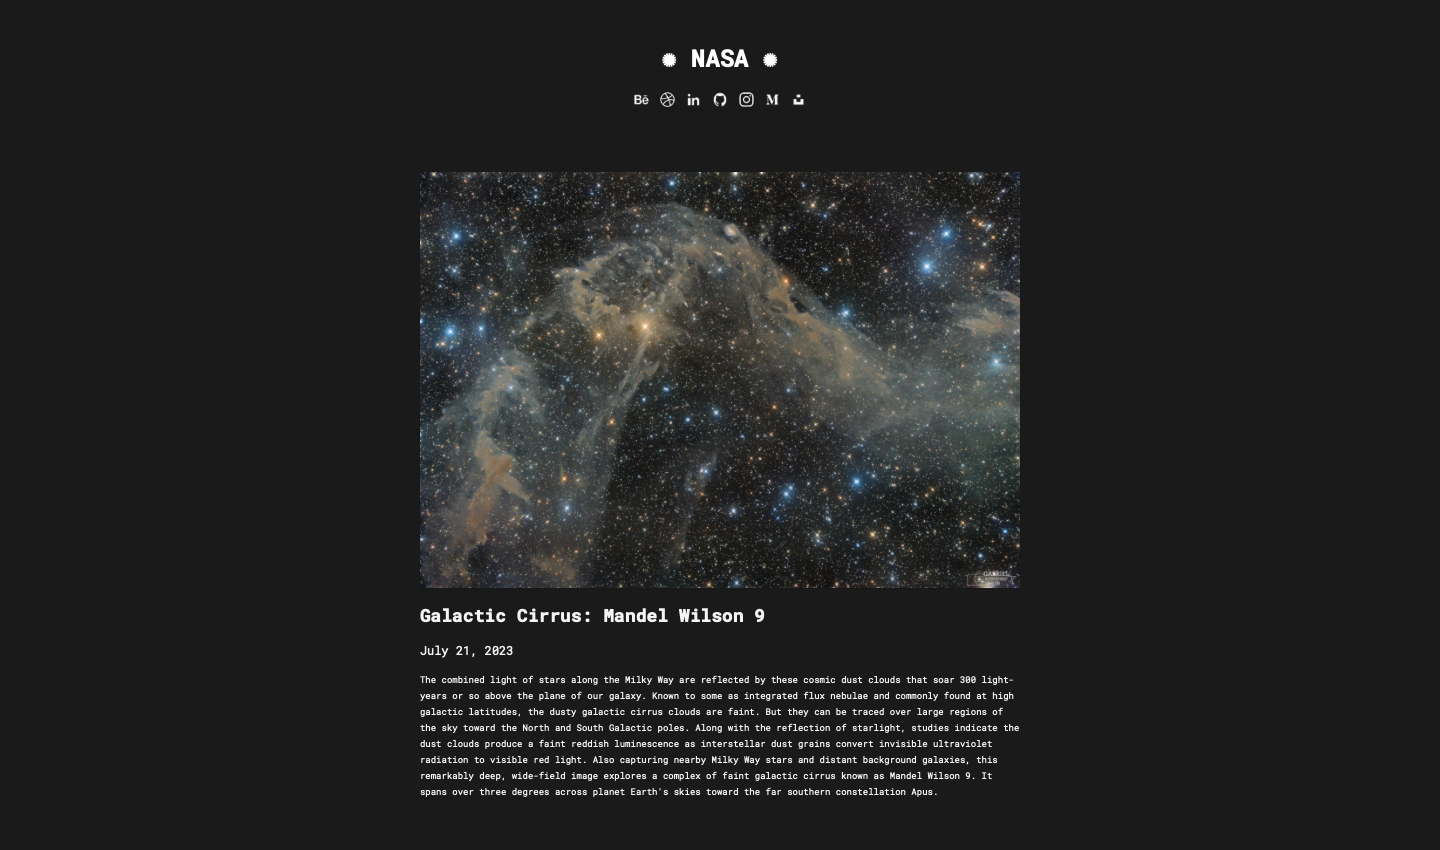 ✺ NASA ✺
Bē in M
Galactic Cirrus: Mandel Wilson 9
July 21, 2023
The combined light of stars along the Milky Way are reflected by these cosmic dust clouds that soar 300 light-
years or so above the plane of our galaxy. Known to some as integrated flux nebulae and commonly found at high
galactic latitudes, the dusty galactic cirrus clouds are faint. But they can be traced over large regions of
the sky toward the North and South Galactic poles. Along with the reflection of starlight, studies indicate the
dust clouds produce a faint reddish luminescence as interstellar dust grains convert invisible ultraviolet
radiation to visible red light. Also capturing nearby Milky Way stars and distant background galaxies, this
remarkably deep, wide-field image explores a complex of faint galactic cirrus known as Mandel Wilson 9. It
spans over three degrees across planet Earth's skies toward the far southern constellation Apus.